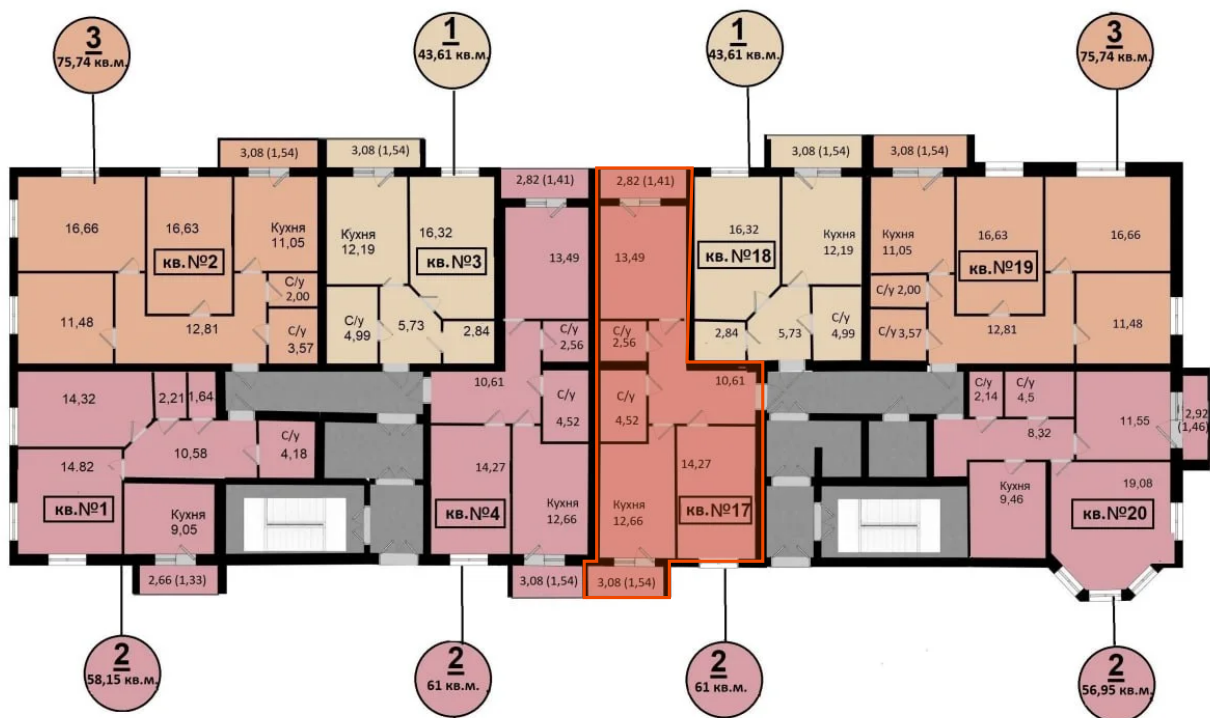 3
75,74 кв.м.
1
43,61 кв.м.
1
43,61 кв.м.
3
75,74 кв.м.
3,08 (1,54)
3,08 (1,54)
2,82 (1,41)
2,82 (1,41)
3,08 (1,54)
3,08 (1,54)
16,66
16,63
Кухня
11,05
кв.№2
11,48
12,81
С/у
2,00
С/у
3,57
Кухня
12,19
16,32
кв.№3
С/у
4,99
5,73
2,84
13,49
С/у
2,56
10,61
С/у
4,52
14,27
Кухня
12,66
кв.№4
3,08 (1,54)
13,49
С/у
2,56
10,61
С/у
4,52
14,27
Кухня
12,66
кв.№17
3,08 (1,54)
16,32
Кухня
12,19
кв.№18
2,84
5,73
С/у
4,99
Кухня
11,05
16,63
16,66
кв.№19
С/у 2,00
С/у 3,57
12,81
11,48
14,32
2,21
1,64
14.82
10,58
С/у
4,18
кв.№1
Кухня
9,05
2,66 (1,33)
С/у
2,14
С/у
4,5
11,55
2,92
(1,46)
8,32
Кухня
9,46
19,08
кв.№20
2
58,15 кв.м.
2
61 кв.м.
2
61 кв.м.
2
56,95 кв.м.